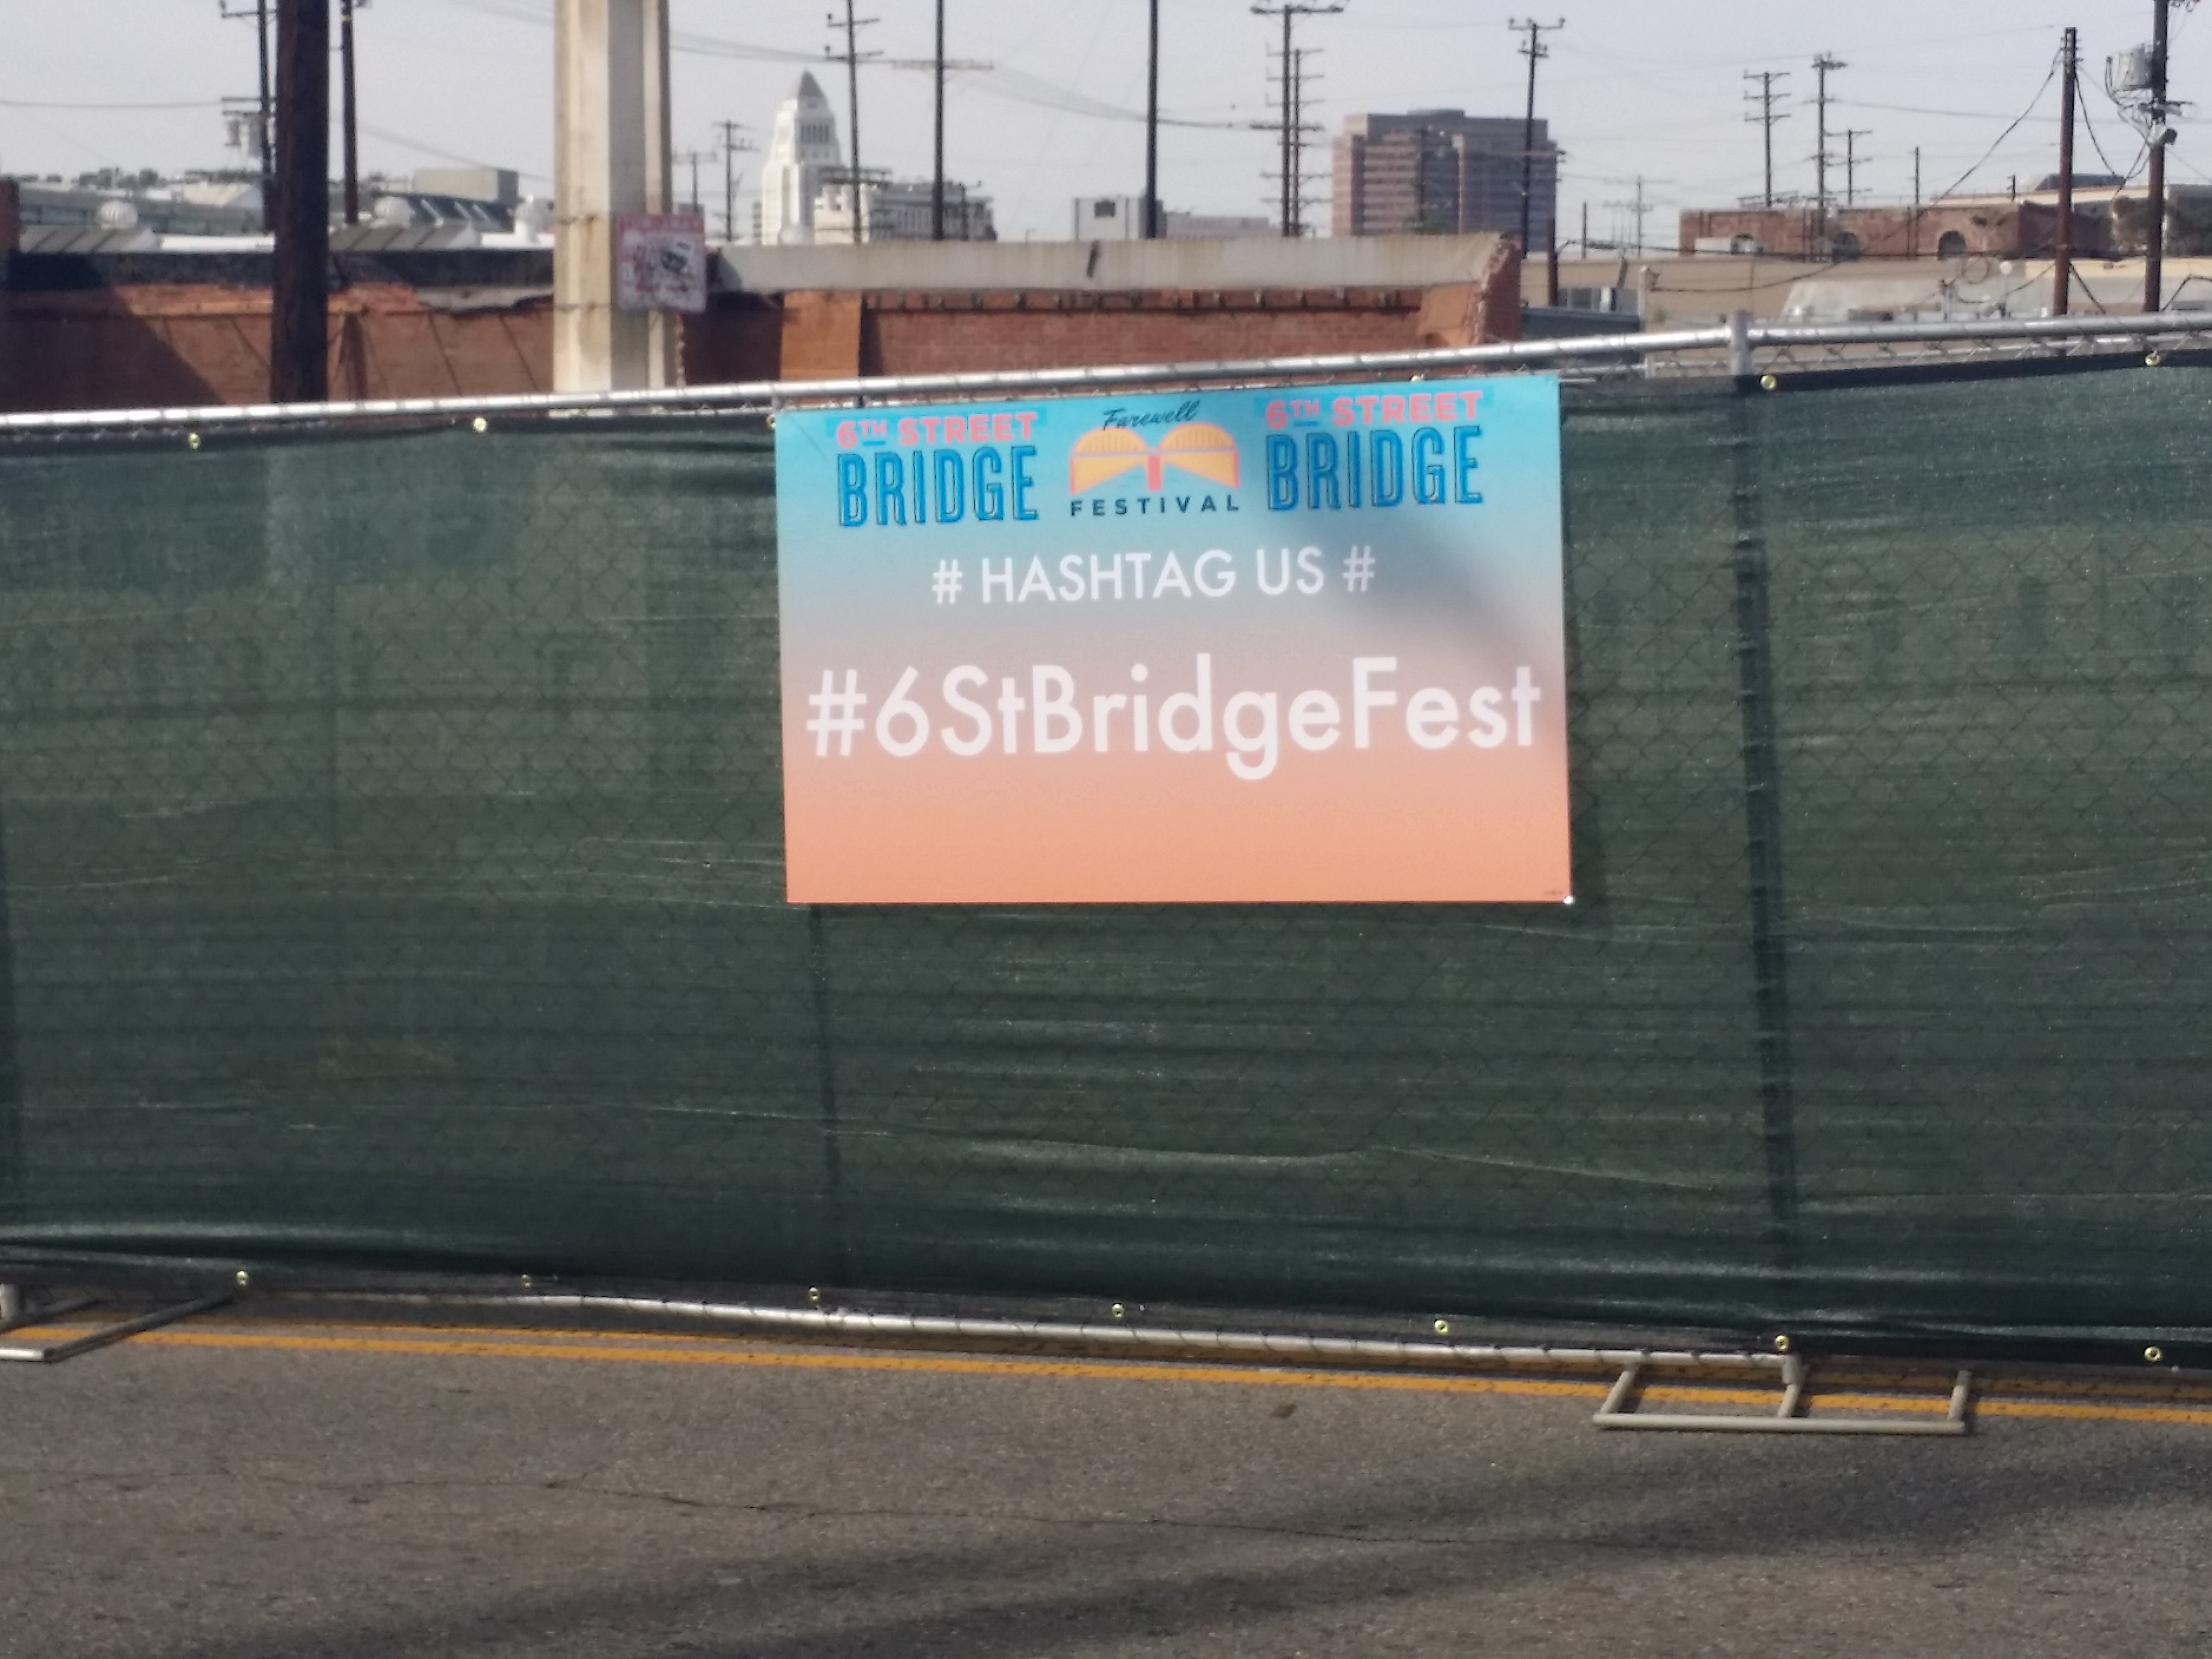 6TH STREET
BRIDGE
Farewell
FESTIVAL
6TH STREET
BRIDGE
# HASHTAG US #
#6StBridgeFest